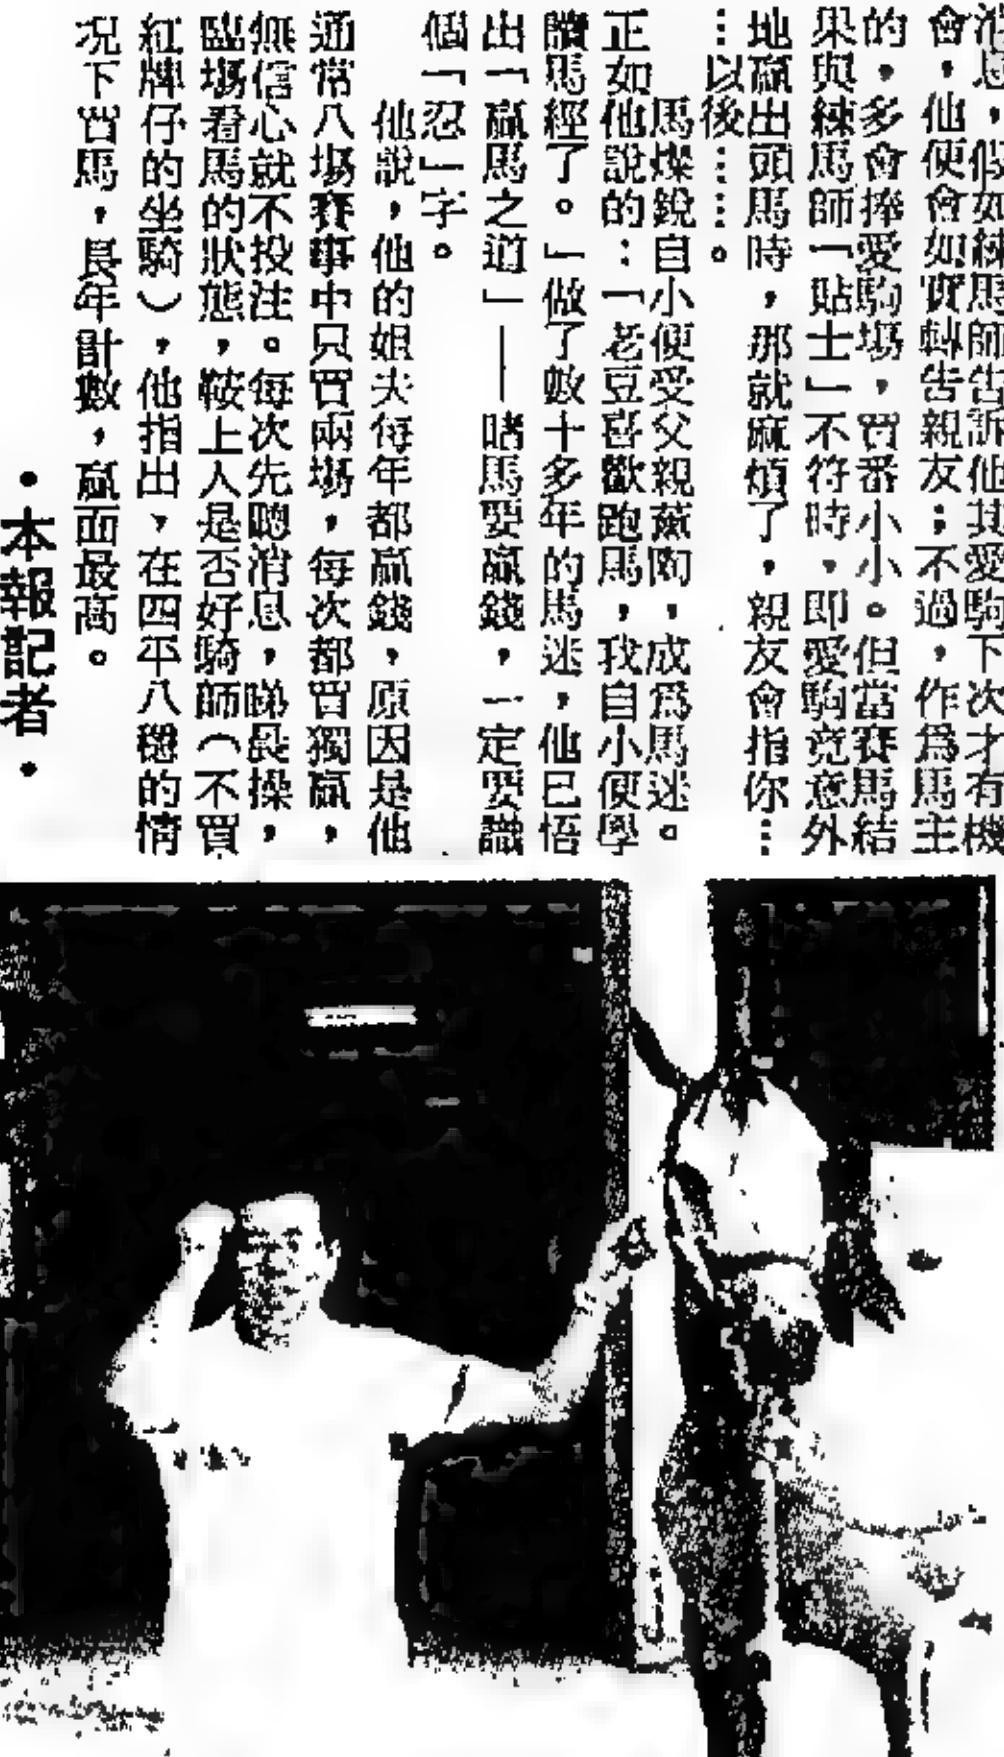 消息，假如練馬師告訴他其愛駒下次才有機
會，他便會如實轉告親友；不過，作爲馬主
的，多會捧愛駒場，買番小小。但當賽馬結
果與練馬師「貼士」不符時，即愛駒竞意外
地贏出頭馬時，那就麻煩了，親友會指你…
…以後……。
馬燦銳自小便受父親薰陶，成爲馬迷。
正如他說的：「老豆喜歡跑馬，我自小便學
讀馬經了。」做了數十多年的馬迷，他已悟
出「贏馬之道」——睹馬要贏錢，一定要識
個「忍」字。
他說，他的姐夫每年都贏錢，原因是他
通常八場賽事中只買兩場，每次都買獨贏，
無信心就不投注。每次先聽消息，睇晨操，
臨場看馬的狀態，鞍上人是否好騎師（不買
紅牌仔的坐騎），他指出，在四平八穩的情
况下買馬，長年計數，贏面最高。
・本報記者・